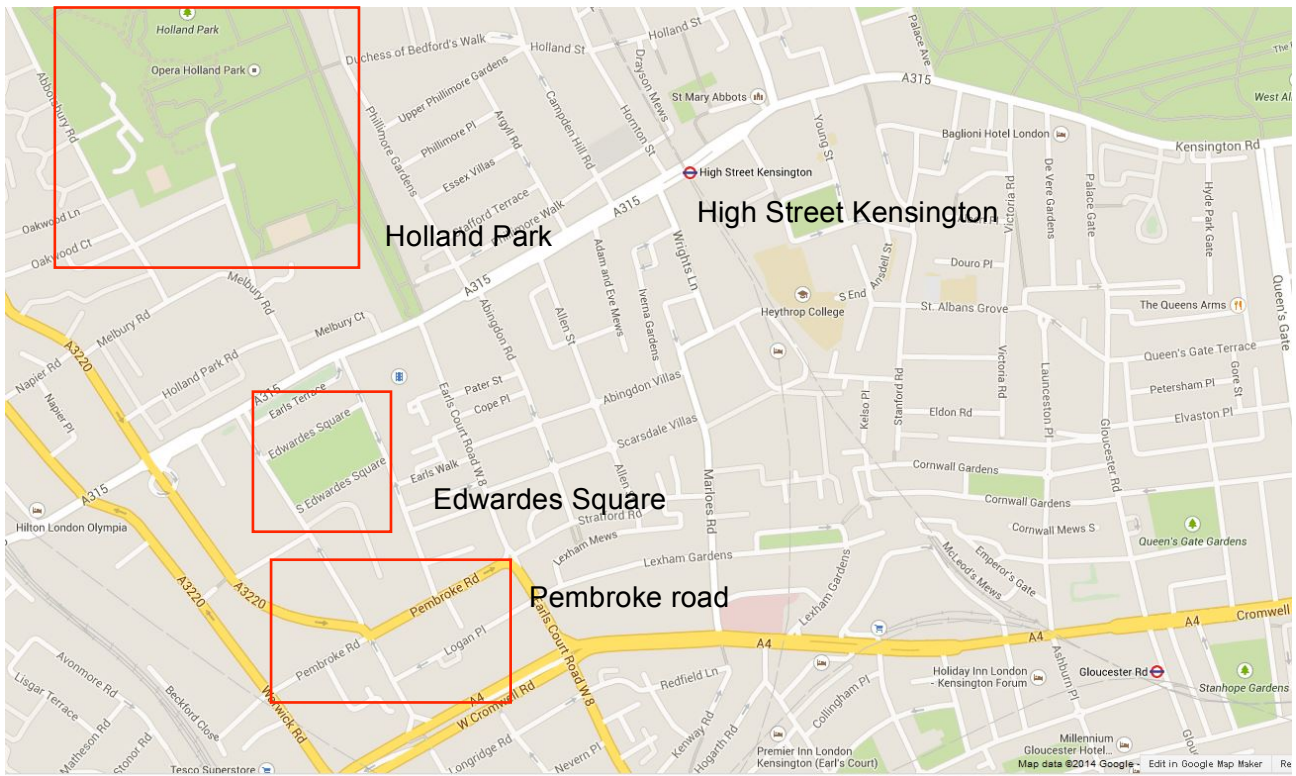 Holland Park
Opera Holland Park
Abbotsbury Rd
Duchess of Bedford's Walk
Holland St
Holland St
Drayson Mews
Palace Ave
A315
St Mary Abbots
Upper Phillimore Gardens
Phillimore Pl
Phillimore Gardens
Campden Hill Rd
Argyll Rd
Hornton St
Essex Villas
Stafford Terrace
Phillimore Walk
Young St
Baglioni Hotel London
Kensington Rd
High Street Kensington
High Street Kensington
Holland Park
A315
Victoria Rd
De Vere Gardens
Palace Gate
Hyde Park Gate
Oakwood Ln
Oakwood Ct
Melbury Rd
Melbury Rd
A315
Melbury Ct
Abingdon Rd
Allen St
Adam and Eve Mews
Iverna Gardens
Wrights Ln
Ansdell St
Douro Pl
S End
St. Albans Grove
Heythrop College
The Queens Arms
Queen's Gate
Queen's Gate Terrace
Gore St
Petersham Pl
Elvaston Pl
A3220
Napier Rd
Napier Pl
Holland Park Rd
A315
Earls Terrace
Edwardes Square
S Edwardes Square
Pater St
Cope Pl
Abingdon Villas
Scarsdale Villas
Earls Court Road W.8
Earls Walk
Edwardes Square
Allen
Stratford Rd
Marloes Rd
Kelso Pl
Stanford Rd
Victoria Rd
Eldon Rd
Launceston Pl
Gloucester Rd
Cornwall Gardens
Cornwall Gardens
Cornwall Mews S
Queen's Gate Gardens
A315
Hilton London Olympia
A3220
A3220
Pembroke Rd
Pembroke road
Lexham Mews
Lexham Gardens
Lexham Gardens
McLeod's Mews
Emperor's Gate
Pembroke Rd
Logan Pl
Earls Court Road W.8
A4
A4
A4
Cromwell
A4
W Cromwell Rd
Warwick Rd
Avonmore Rd
Lisgar Terrace
Matheson Rd
Stonor Rd
Beckford Close
Tesco Superstore
Longridge Rd
Nevern Pl
Redfield Ln
Kenway Rd
Hogarth Rd
Collingham Pl
Premier Inn London
Kensington (Earl's Court)
Holiday Inn London
- Kensington Forum
Ashburn Pl
Gloucester Rd
Stanhope Gardens
Millennium
Gloucester Hotel...
Map data ©2014 Google
Edit in Google Map Maker